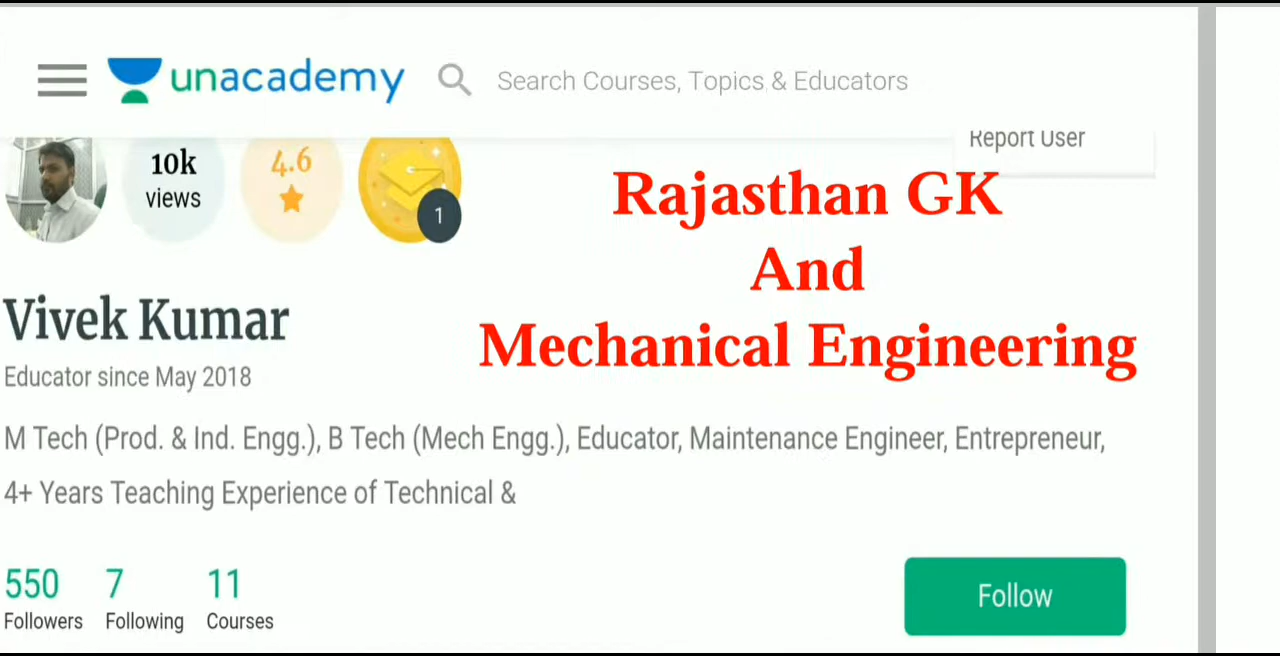 unacademy
Search Courses, Topics & Educators
Report User
10k
views
4.6
1
Rajasthan GK
And
Mechanical Engineering
Vivek Kumar
Educator since May 2018
M Tech (Prod. & Ind. Engg.), B Tech (Mech Engg.), Educator, Maintenance Engineer, Entrepreneur,
4+ Years Teaching Experience of Technical &
550 7 11
Followers Following Courses
Follow